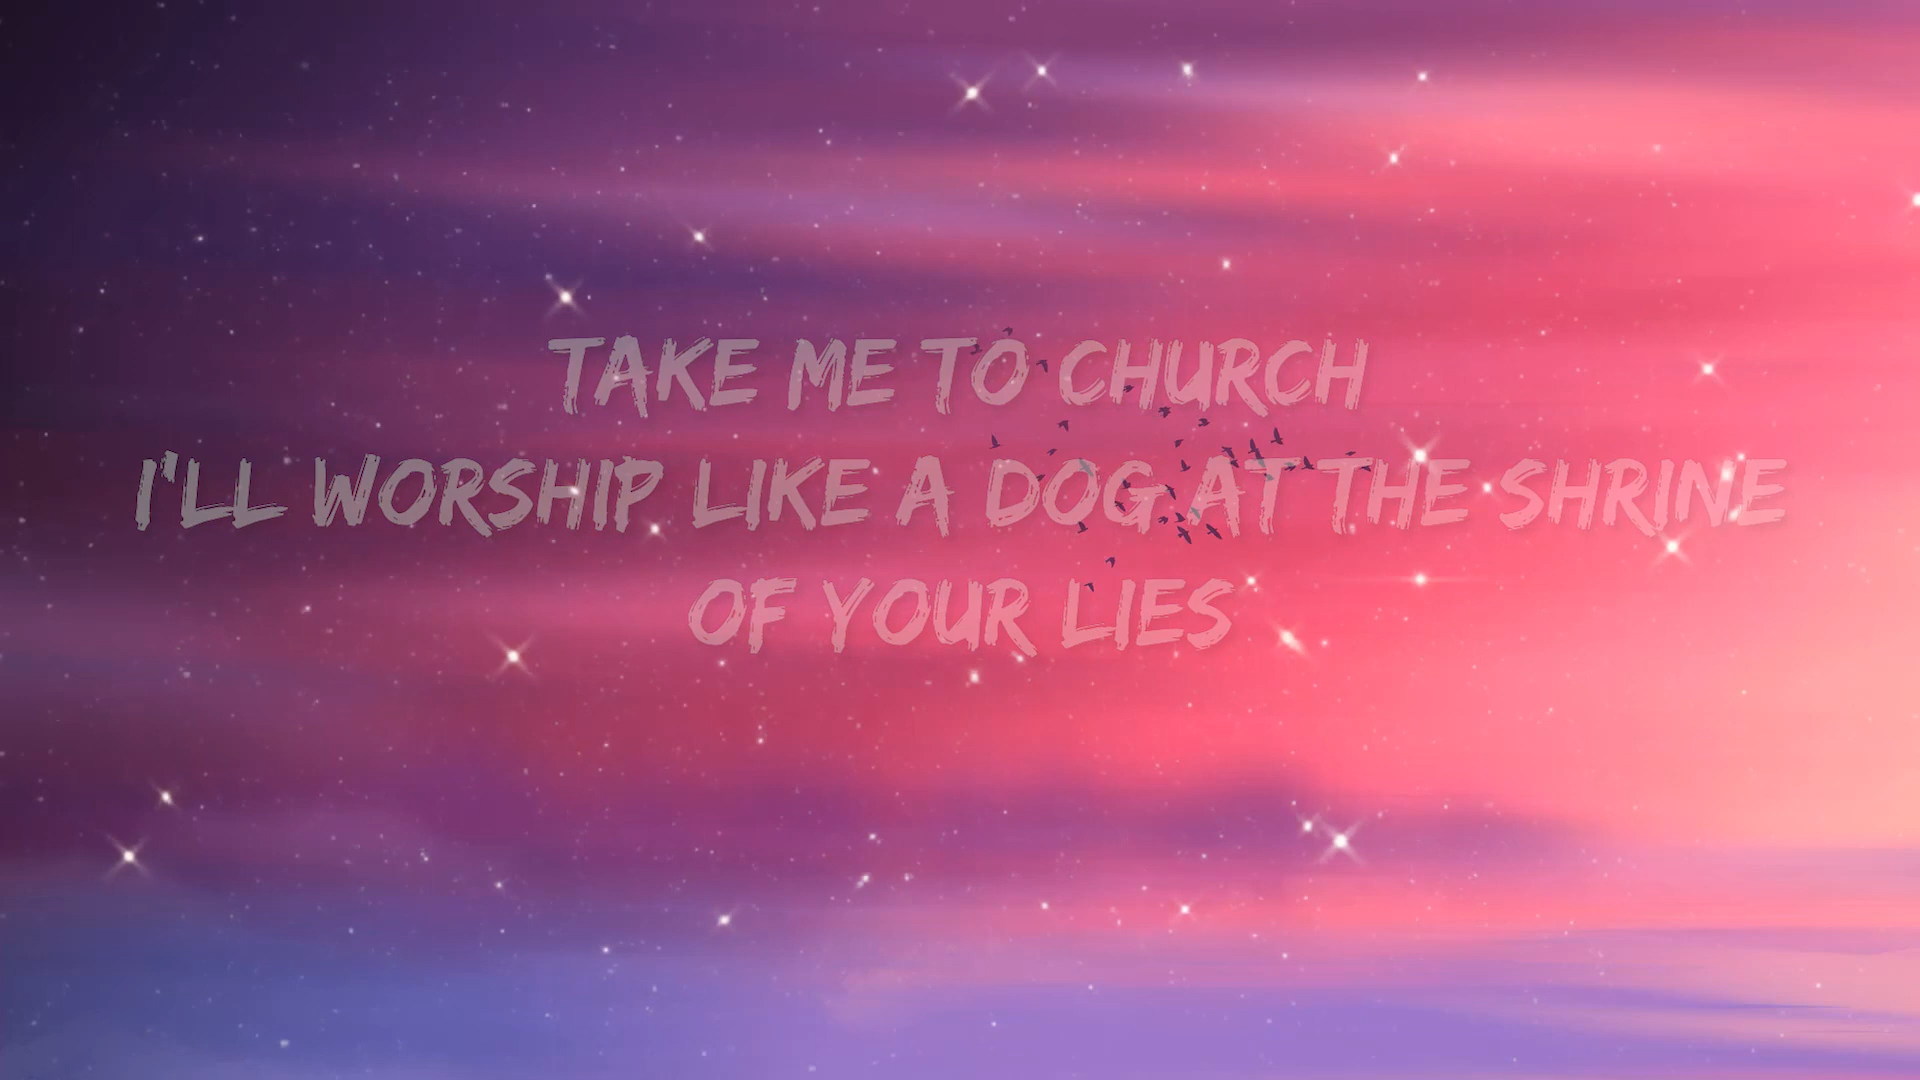 TAKE ME TO CHURCH
I'LL WORSHIP LIKE A DOG AT THE SHRINE
OF YOUR LIES